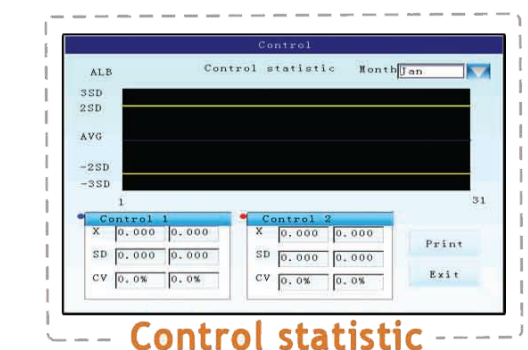 Control
ALB Control statistic Month Jan
3SD
2SD
AVG
-2SD
-3SD
1 31
Control 1 Control 2
X 0.000 0.000 X 0.000 0.000
SD 0.000 0.000 SD 0.000 0.000
CV 0.0% 0.0% CV 0.0% 0.0%
Print
Exit
Control statistic